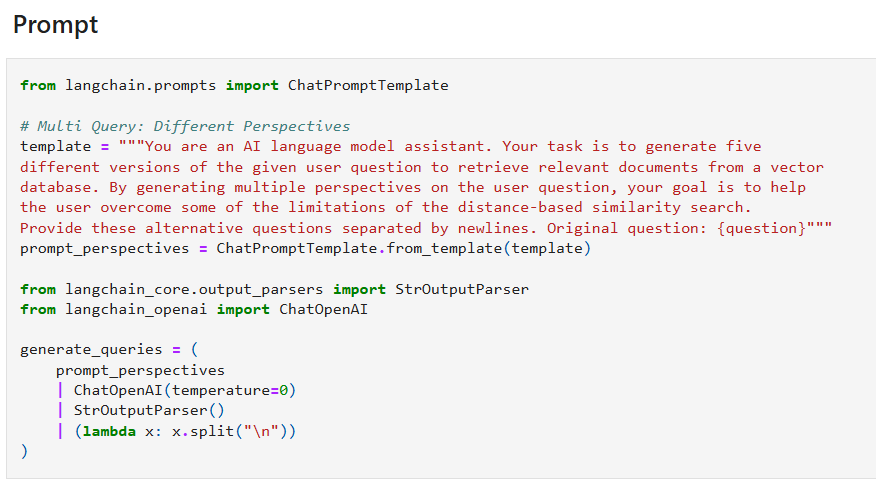 Prompt
from langchain.prompts import ChatPromptTemplate
# Multi Query: Different Perspectives
template = """You are an AI language model assistant. Your task is to generate five
different versions of the given user question to retrieve relevant documents from a vector
database. By generating multiple perspectives on the user question, your goal is to help
the user overcome some of the limitations of the distance-based similarity search.
Provide these alternative questions separated by newlines. Original question: {question}"""
prompt_perspectives = ChatPromptTemplate.from_template(template)
from langchain_core.output_parsers import StrOutputParser
from langchain_openai import ChatOpenAI
generate_queries = (
    prompt_perspectives
    | ChatOpenAI(temperature=0)
    | StrOutputParser()
    | (lambda x: x.split("\n"))
)